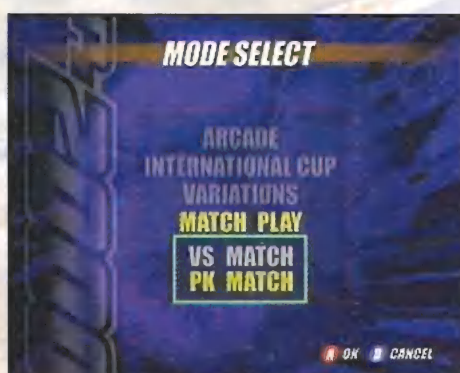 MODE SELECT
ARCADE
INTERNATIONAL CUP
VARIATIONS
MATCH PLAY
VS MATCH
PK MATCH
A OK B CANCEL